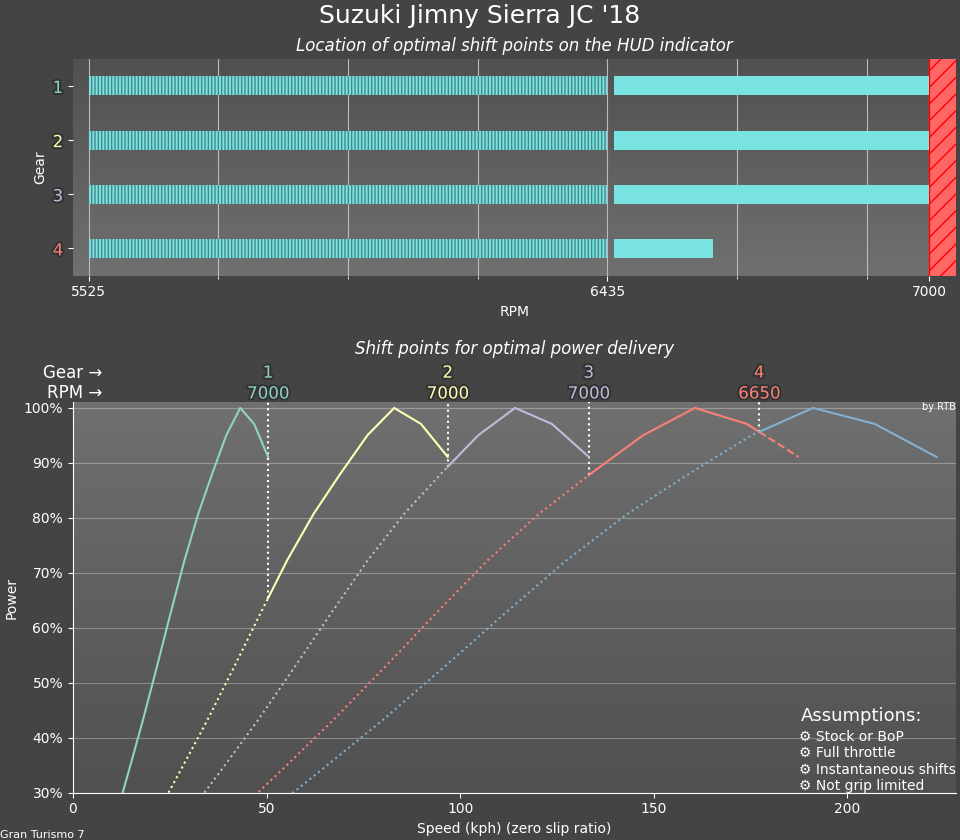 Suzuki Jimny Sierra JC '18
Location of optimal shift points on the HUD indicator
Gear
1
2
3
4
5525 6435 7000
RPM
Shift points for optimal power delivery
Gear → 1 2 3 4
RPM → 7000 7000 7000 6650
by RTB
Power
100%
90%
80%
70%
60%
50%
40%
30%
Assumptions:
⚙ Stock or BoP
⚙ Full throttle
⚙ Instantaneous shifts
⚙ Not grip limited
0 50 100 150 200
Speed (kph) (zero slip ratio)
Gran Turismo 7